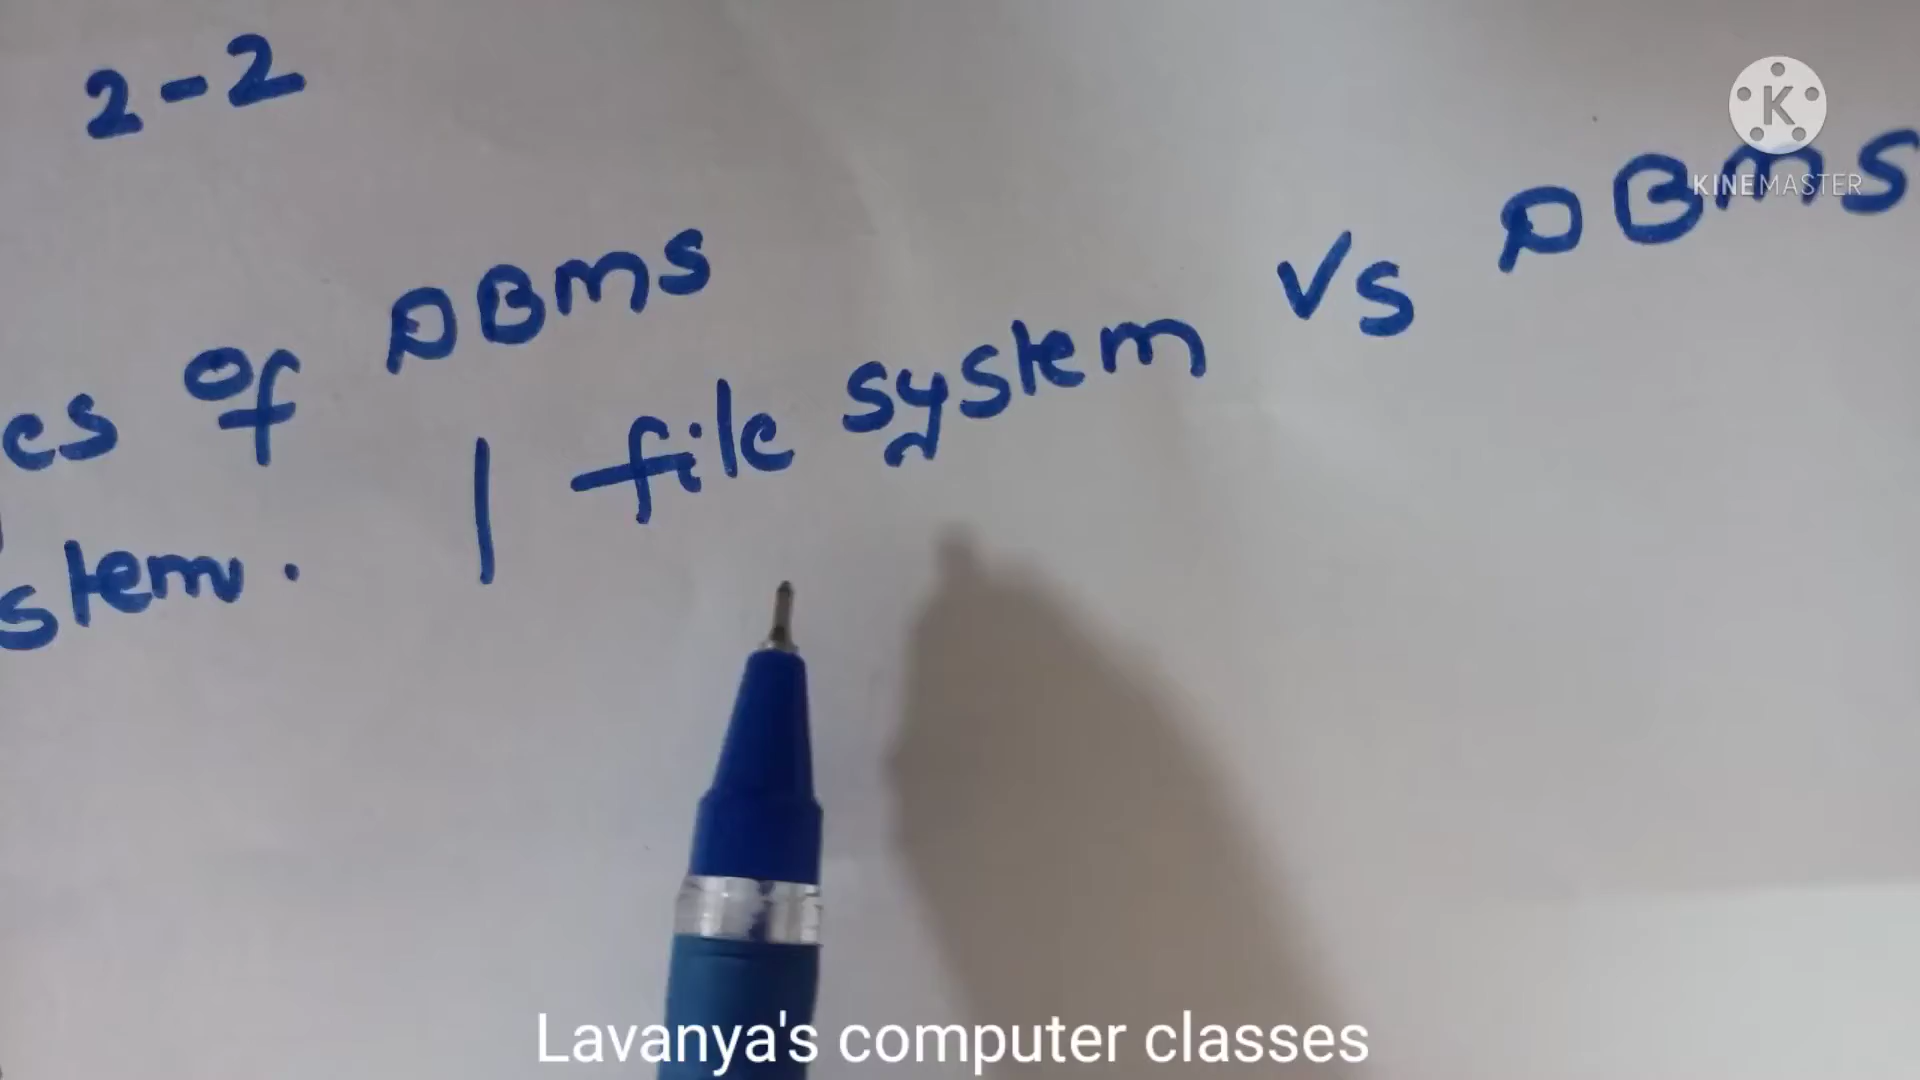 2-2
es of DBMS
stem. | file system Vs DBMS
K
KINEMASTER
Lavanya's computer classes